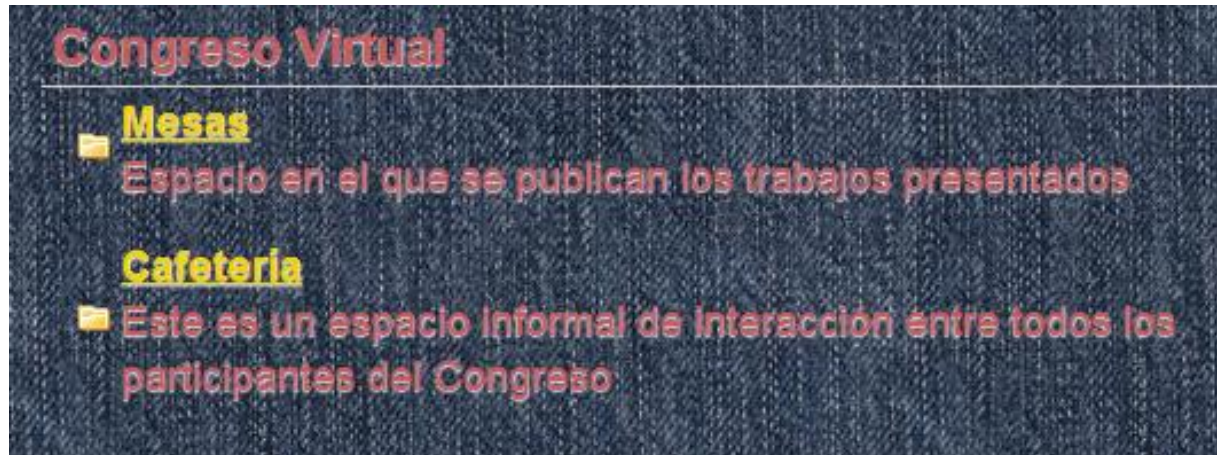 Congreso Virtual
Mesas
Espacio en el que se publican los trabajos presentados
Cafetería
Este es un espacio informal de interacción entre todos los
participantes del Congreso